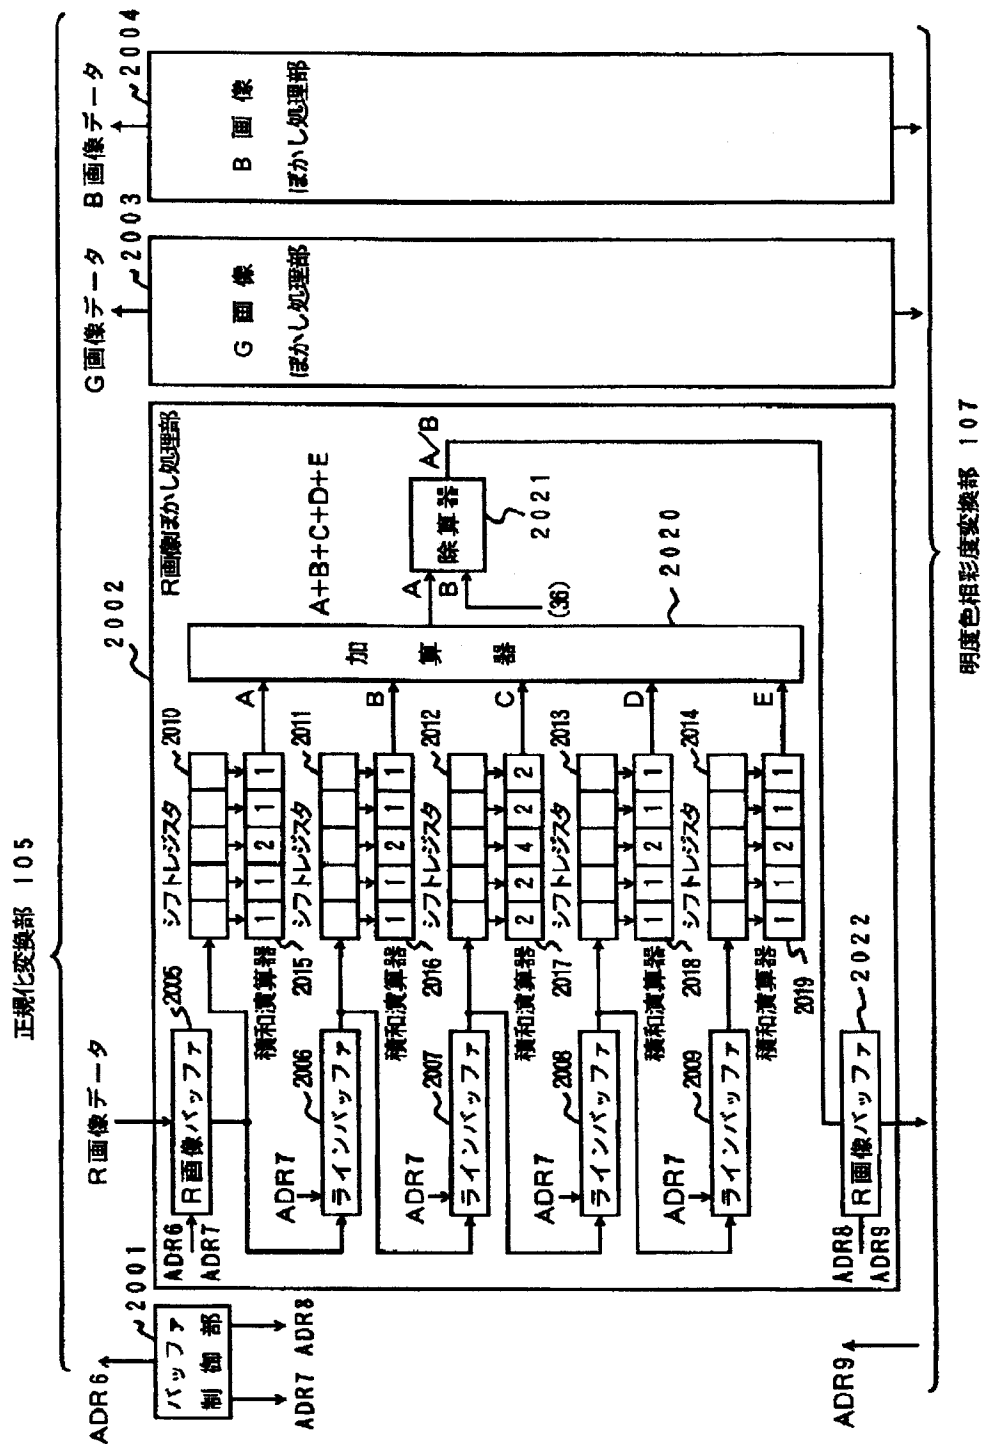 正規化変換部 105
ADR6
R画像データ
G画像データ
B画像データ
2001
2002
2003
2004
バッファ
制御部
ADR7 ADR8
R画像ぼかし処理部
ADR6
ADR7
R画像バッファ
2005
シフトレジスタ
2010
1 1 2 1 1
積和演算器
2015
A
ADR7
ラインバッファ
2006
シフトレジスタ
2011
1 1 2 1 1
積和演算器
2016
B
ADR7
ラインバッファ
2007
シフトレジスタ
2012
2 2 4 2 2
積和演算器
2017
C
ADR7
ラインバッファ
2008
シフトレジスタ
2013
1 1 2 1 1
積和演算器
2018
D
ADR7
ラインバッファ
2009
シフトレジスタ
2014
1 1 2 1 1
積和演算器
2019
E
加算器
2020
A+B+C+D+E
A
B
(36)
除算器
2021
A/B
ADR8
ADR9
R画像バッファ
2022
G画像
ぼかし処理部
B画像
ぼかし処理部
ADR9
明度色相彩度変換部 107